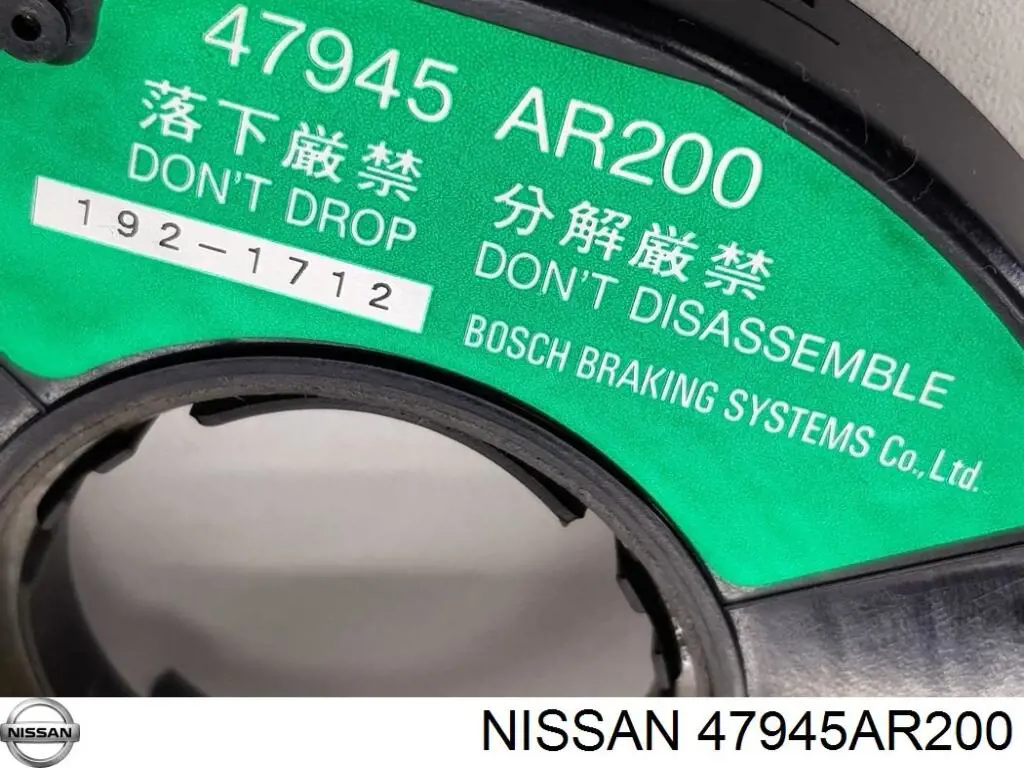 47945 AR200
落下厳禁 分解厳禁
DON'T DROP DON'T DISASSEMBLE
192-1712
BOSCH BRAKING SYSTEMS Co., Ltd.
NISSAN
NISSAN 47945AR200